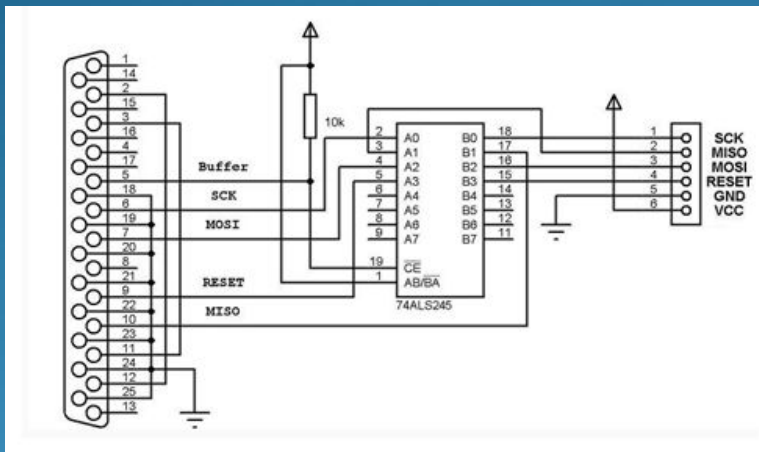 1
14
2
15
3
16
4
17
5
18
6
19
7
20
8
21
9
22
10
23
11
24
12
25
13
Buffer
SCK
MOSI
RESET
MISO
10k
2 A0 B0 18
3 A1 B1 17
4 A2 B2 16
5 A3 B3 15
6 A4 B4 14
7 A5 B5 13
8 A6 B6 12
9 A7 B7 11
19 CE
1 AB/BA
74ALS245
1 SCK
2 MISO
3 MOSI
4 RESET
5 GND
6 VCC